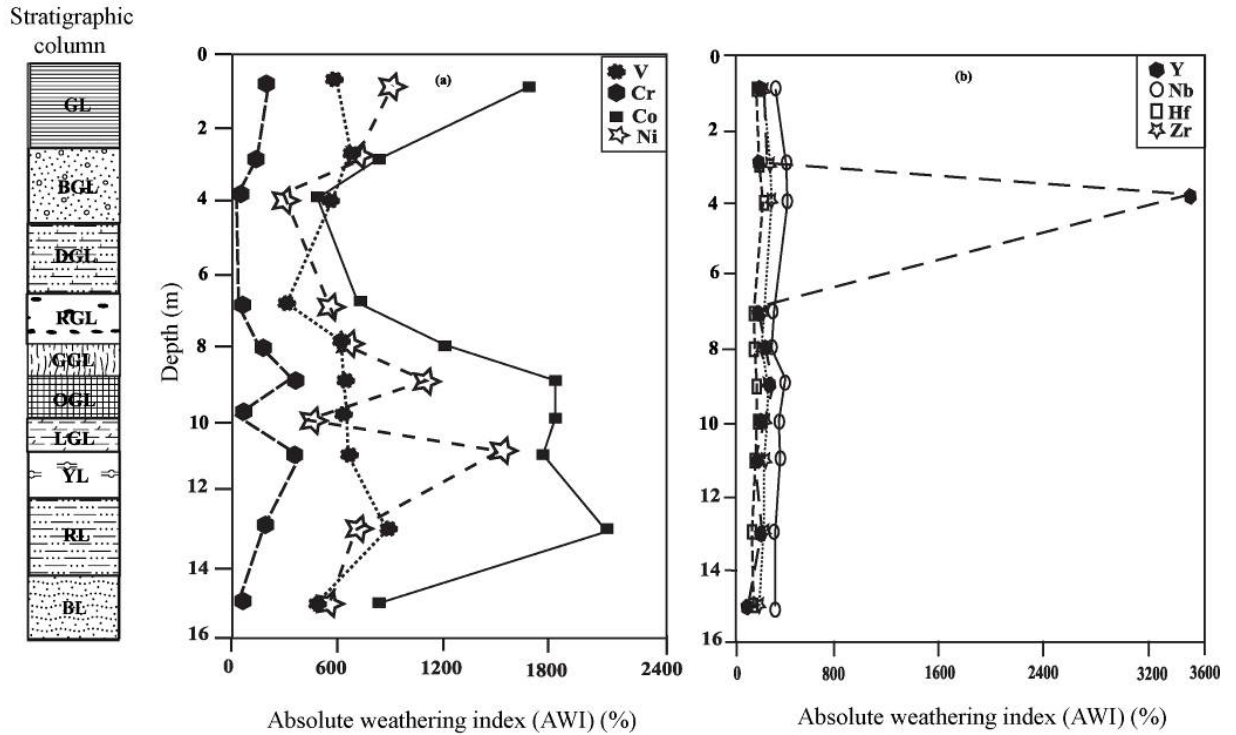 Stratigraphic
column
GL
BGL
DGL
RGL
GGL
OGL
LGL
YL
RL
BL
(a)
V
Cr
Co
Ni
0
2
4
6
8
10
12
14
16
Depth (m)
0 600 1200 1800 2400
Absolute weathering index (AWI) (%)
(b)
Y
Nb
Hf
Zr
0
2
4
6
8
10
12
14
16
0 800 1600 2400 3200 3600
Absolute weathering index (AWI) (%)